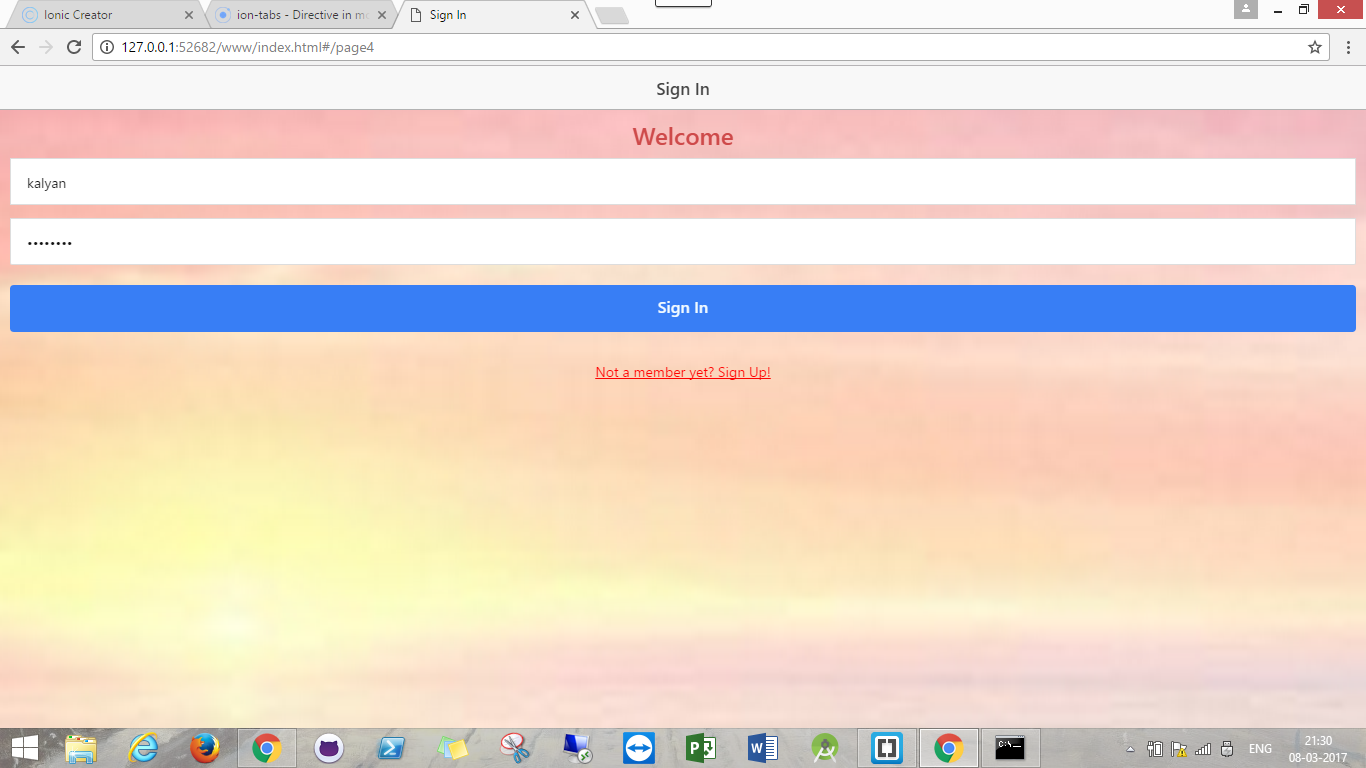 Ionic Creator
ion-tabs - Directive in m
Sign In
127.0.0.1:52682/www/index.html#/page4
Sign In
Welcome
kalyan
••••••••
Sign In
Not a member yet? Sign Up!
ENG
21:30
08-03-2017